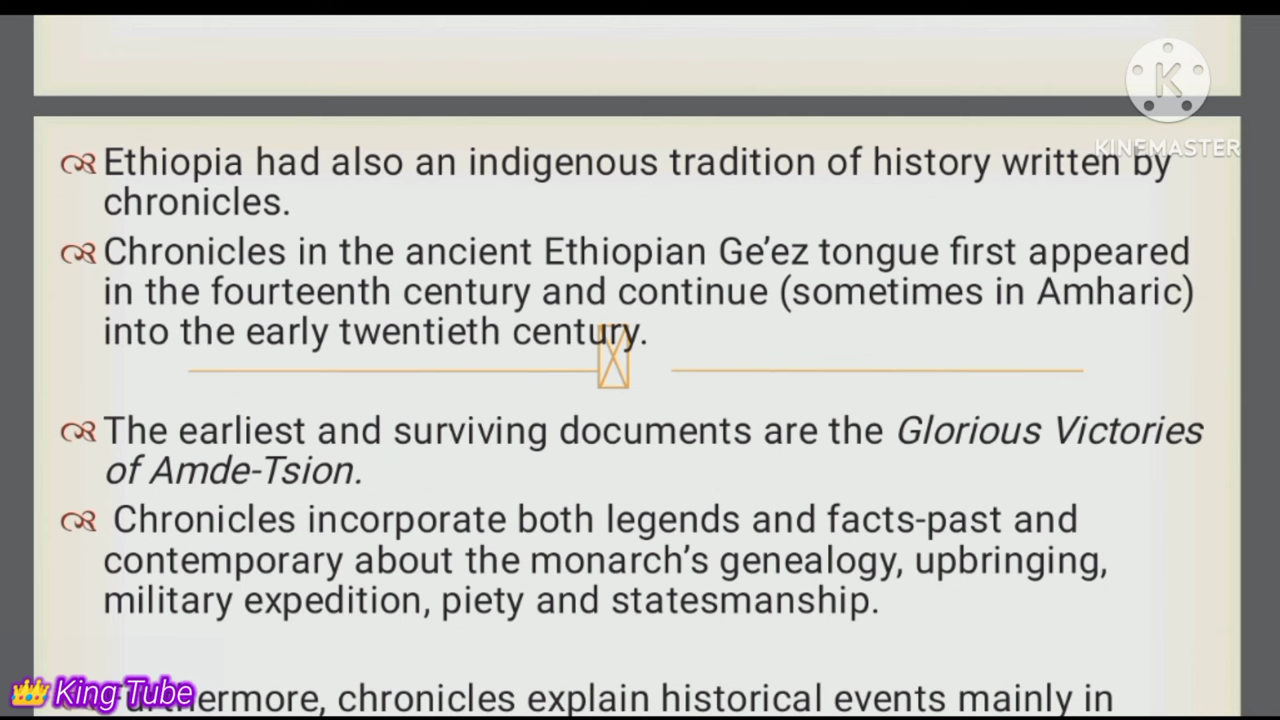 Ethiopia had also an indigenous tradition of history written by
chronicles.
Chronicles in the ancient Ethiopian Ge’ez tongue first appeared
in the fourteenth century and continue (sometimes in Amharic)
into the early twentieth century.
The earliest and surviving documents are the Glorious Victories
of Amde-Tsion.
Chronicles incorporate both legends and facts-past and
contemporary about the monarch’s genealogy, upbringing,
military expedition, piety and statesmanship.
Furthermore, chronicles explain historical events mainly in
K
KINEMASTER
King Tube